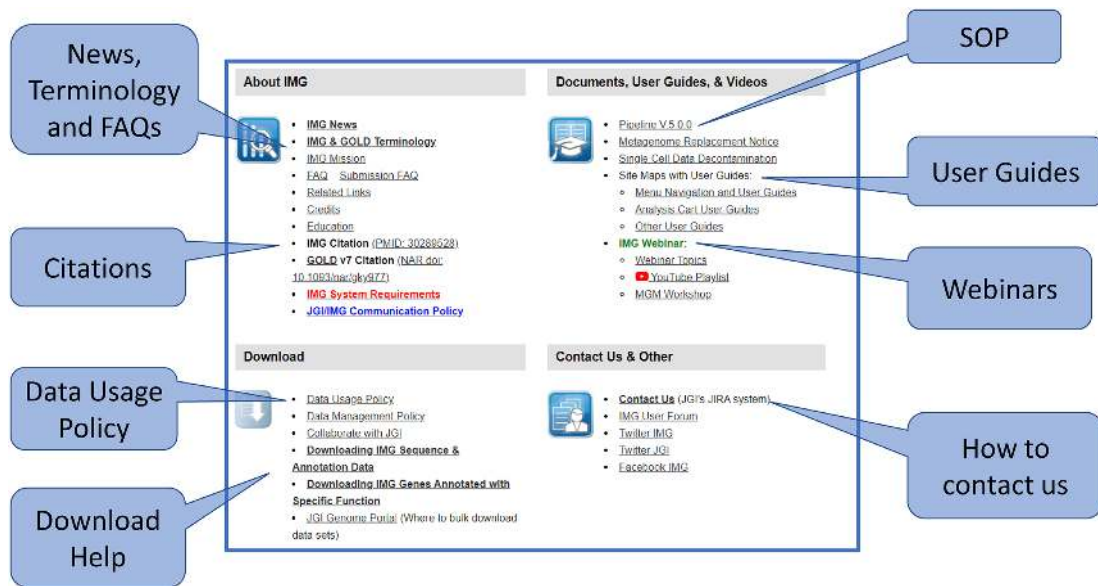 News,
Terminology
and FAQs
Citations
Data Usage
Policy
Download
Help
About IMG
IMG News
IMG & GOLD Terminology
IMG Mission
FAQ Submission FAQ
Related Links
Credits
Education
IMG Citation (PMID: 30289528)
GOLD v7 Citation (NAR doi:
10.1093/nar/gky977)
IMG System Requirements
JGI/IMG Communication Policy
Documents, User Guides, & Videos
Pipeline V.5.0.0
Metagenome Replacement Notice
Single Cell Data Decontamination
Site Maps with User Guides:
Menu Navigation and User Guides
Analysis Cart User Guides
Other User Guides
IMG Webinar:
Webinar Topics
YouTube Playlist
MGM Workshop
Download
Data Usage Policy
Data Management Policy
Collaborate with JGI
Downloading IMG Sequence &
Annotation Data
Downloading IMG Genes Annotated with
Specific Function
JGI Genome Portal (Where to bulk download
data sets)
Contact Us & Other
Contact Us (JGI's JIRA system)
IMG User Forum
Twitter IMG
Twitter JGI
Facebook IMG
SOP
User Guides
Webinars
How to
contact us